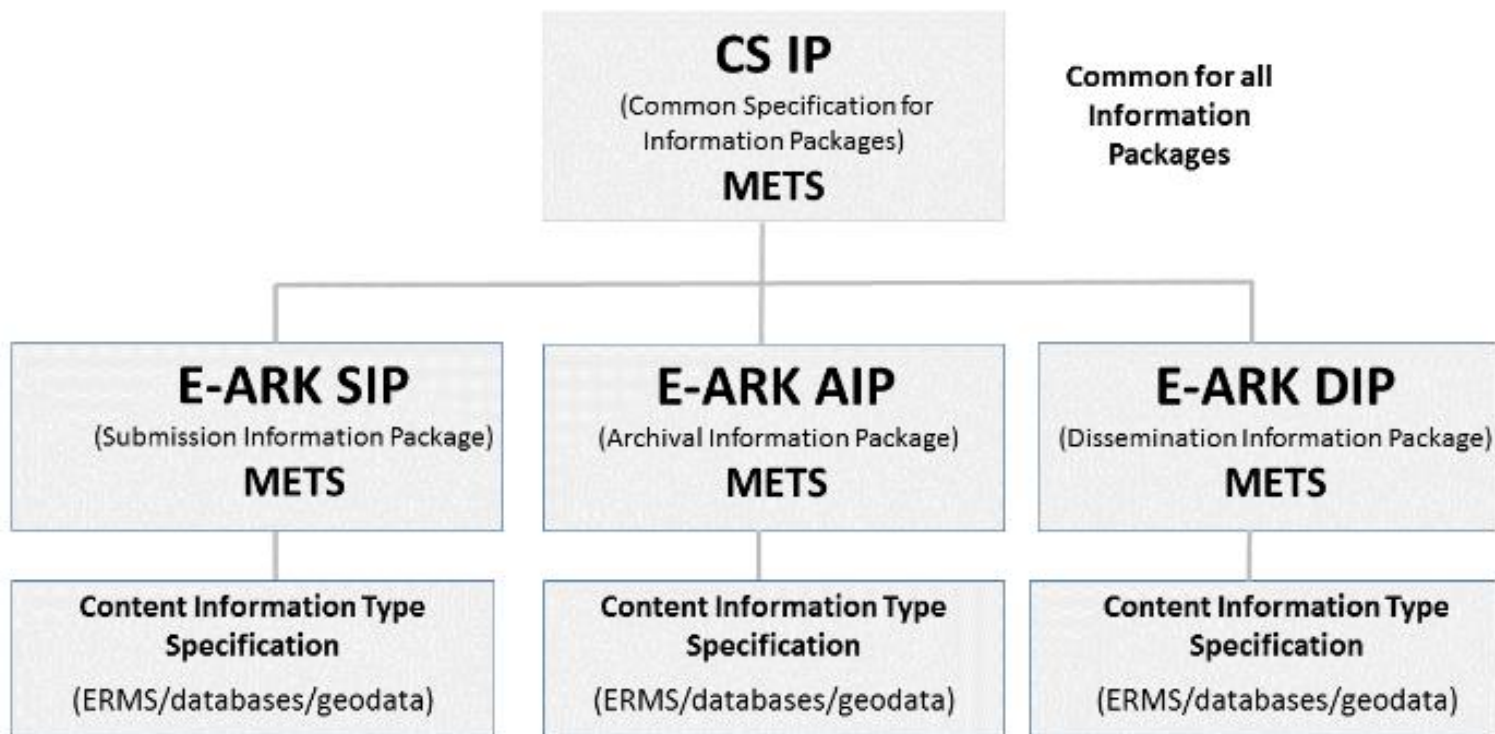 CS IP
(Common Specification for
Information Packages)
METS
Common for all
Information
Packages
E-ARK SIP
(Submission Information Package)
METS
E-ARK AIP
(Archival Information Package)
METS
E-ARK DIP
(Dissemination Information Package)
METS
Content Information Type
Specification
(ERMS/databases/geodata)
Content Information Type
Specification
(ERMS/databases/geodata)
Content Information Type
Specification
(ERMS/databases/geodata)